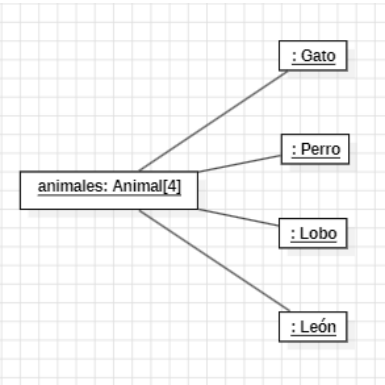 : Gato
: Perro
animales: Animal[4]
: Lobo
: León